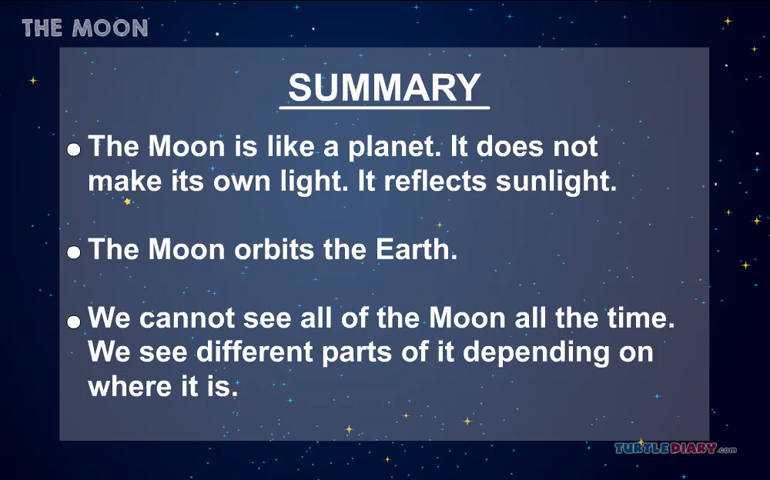 THE MOON
SUMMARY
The Moon is like a planet. It does not
make its own light. It reflects sunlight.
The Moon orbits the Earth.
We cannot see all of the Moon all the time.
We see different parts of it depending on
where it is.
TURTLEDIARY.com